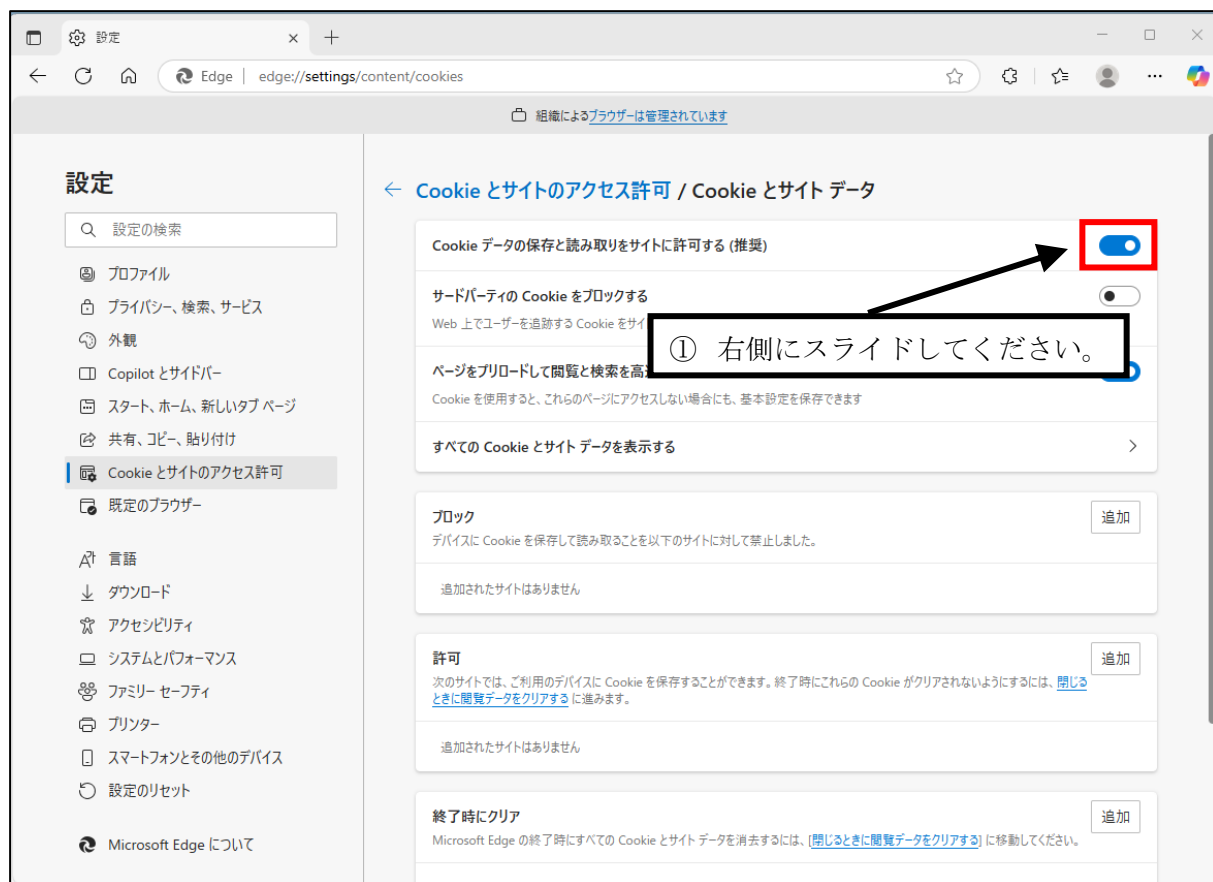 設定
Edge edge://settings/content/cookies
組織によるブラウザーは管理されています
設定
設定の検索
プロファイル
プライバシー、検索、サービス
外観
Copilot とサイドバー
スタート、ホーム、新しいタブ ページ
共有、コピー、貼り付け
Cookie とサイトのアクセス許可
既定のブラウザー
言語
ダウンロード
アクセシビリティ
システムとパフォーマンス
ファミリー セーフティ
プリンター
スマートフォンとその他のデバイス
設定のリセット
Microsoft Edge について
Cookie とサイトのアクセス許可 / Cookie とサイト データ
Cookie データの保存と読み取りをサイトに許可する (推奨)
サードパーティの Cookie をブロックする
Web 上でユーザーを追跡する Cookie をサイ
① 右側にスライドしてください。
ページをプリロードして閲覧と検索を高
Cookie を使用すると、これらのページにアクセスしない場合にも、基本設定を保存できます
すべての Cookie とサイト データを表示する
ブロック
追加
デバイスに Cookie を保存して読み取ることを以下のサイトに対して禁止しました。
追加されたサイトはありません
許可
追加
次のサイトでは、ご利用のデバイスに Cookie を保存することができます。終了時にこれらの Cookie がクリアされないようにするには、閉じる
ときに閲覧データをクリアする に進みます。
追加されたサイトはありません
終了時にクリア
追加
Microsoft Edge の終了時にすべての Cookie とサイト データを消去するには、[閉じるときに閲覧データをクリアする] に移動してください。